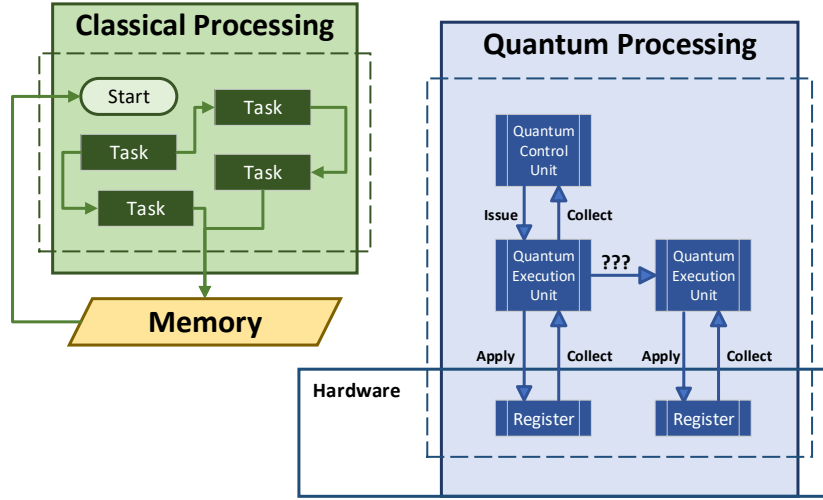 Classical Processing
Start
Task
Task
Task
Task
Memory
Quantum Processing
Quantum
Control
Unit
Issue
Collect
Quantum
Execution
Unit
???
Quantum
Execution
Unit
Apply
Collect
Apply
Collect
Hardware
Register
Register